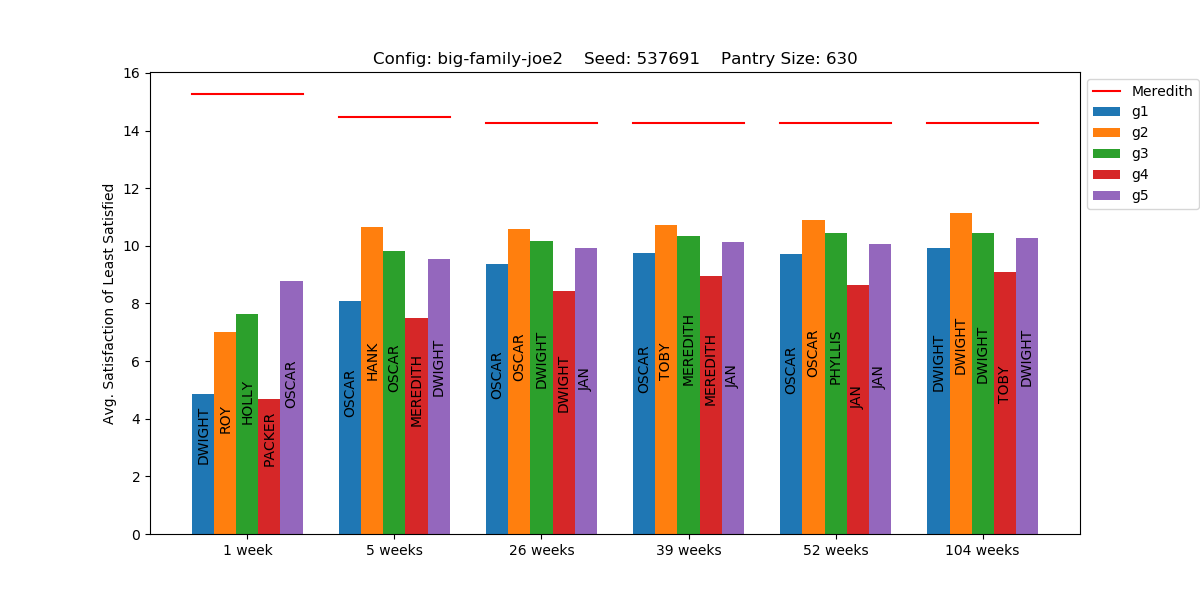 Config: big-family-joe2    Seed: 537691    Pantry Size: 630
Avg. Satisfaction of Least Satisfied
16
14
12
10
8
6
4
2
0
DWIGHT
ROY
HOLLY
PACKER
OSCAR
OSCAR
HANK
OSCAR
MEREDITH
DWIGHT
OSCAR
OSCAR
DWIGHT
DWIGHT
JAN
OSCAR
TOBY
MEREDITH
MEREDITH
JAN
OSCAR
OSCAR
PHYLLIS
JAN
JAN
DWIGHT
DWIGHT
DWIGHT
TOBY
DWIGHT
1 week
5 weeks
26 weeks
39 weeks
52 weeks
104 weeks
Meredith
g1
g2
g3
g4
g5